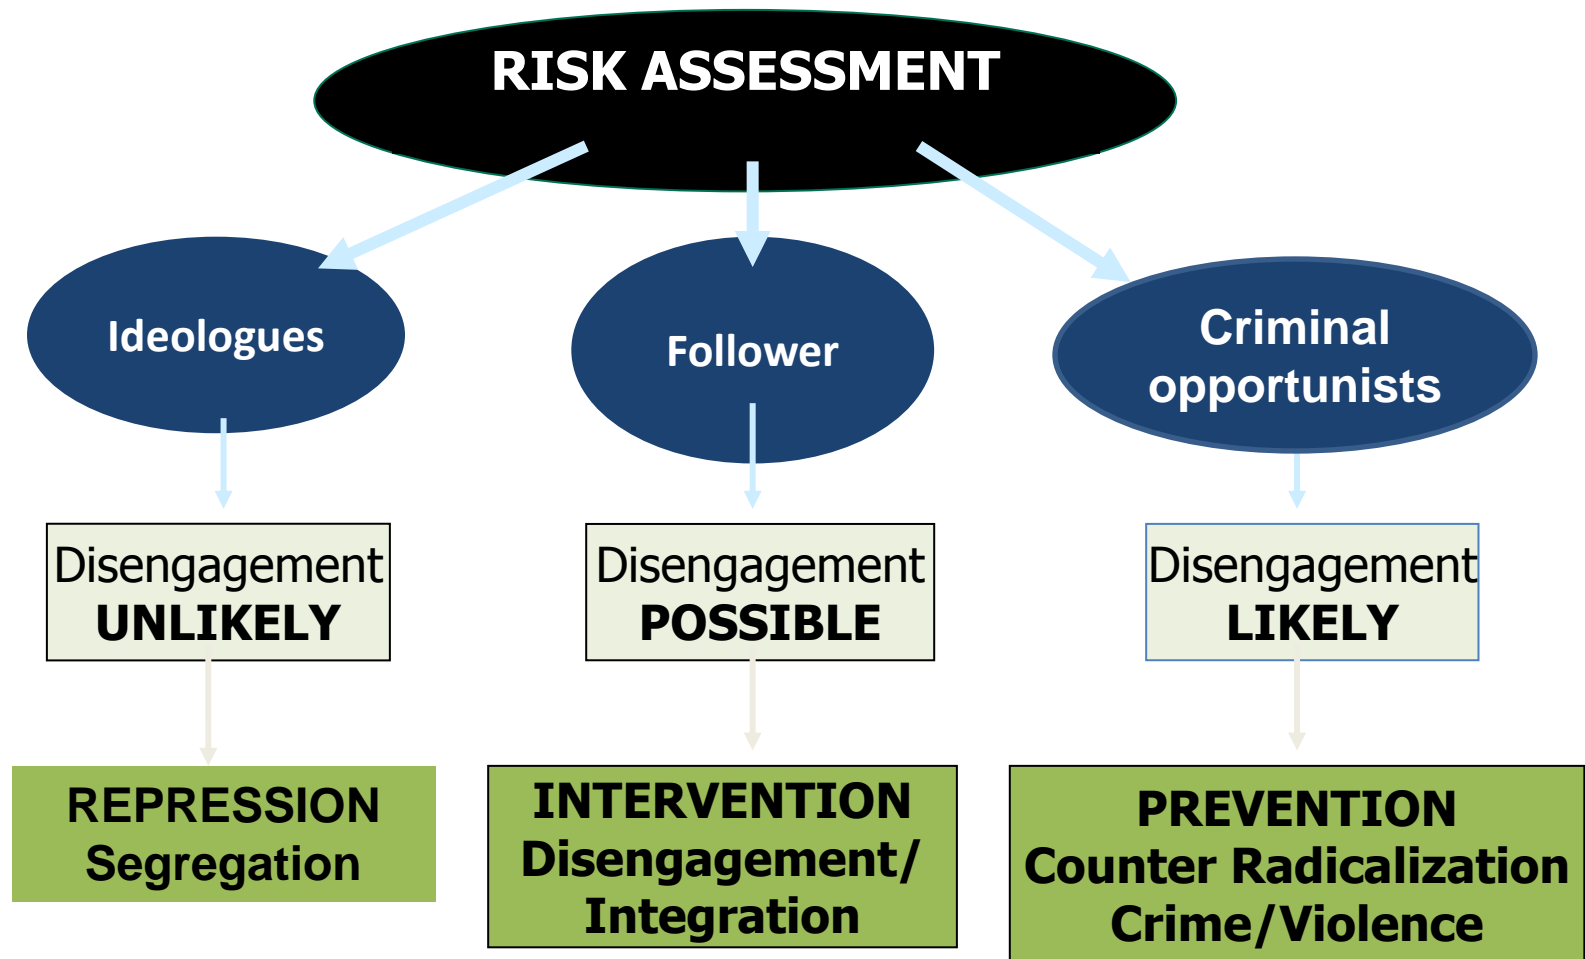 RISK ASSESSMENT
Ideologues
Follower
Criminal
opportunists
Disengagement
UNLIKELY
Disengagement
POSSIBLE
Disengagement
LIKELY
REPRESSION
Segregation
INTERVENTION
Disengagement/
Integration
PREVENTION
Counter Radicalization
Crime/Violence